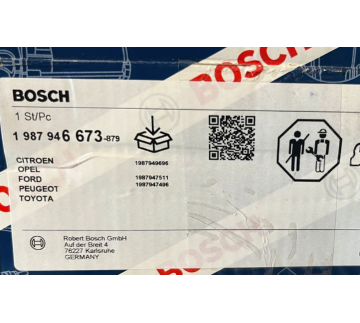 BOSCH
1 St/Pc
1 987 946 673-879
CITROEN
OPEL
FORD
PEUGEOT
TOYOTA
1987949696
1987947511
1987947496
BOSCH
Robert Bosch GmbH
Auf der Breit 4
76227 Karlsruhe
GERMANY